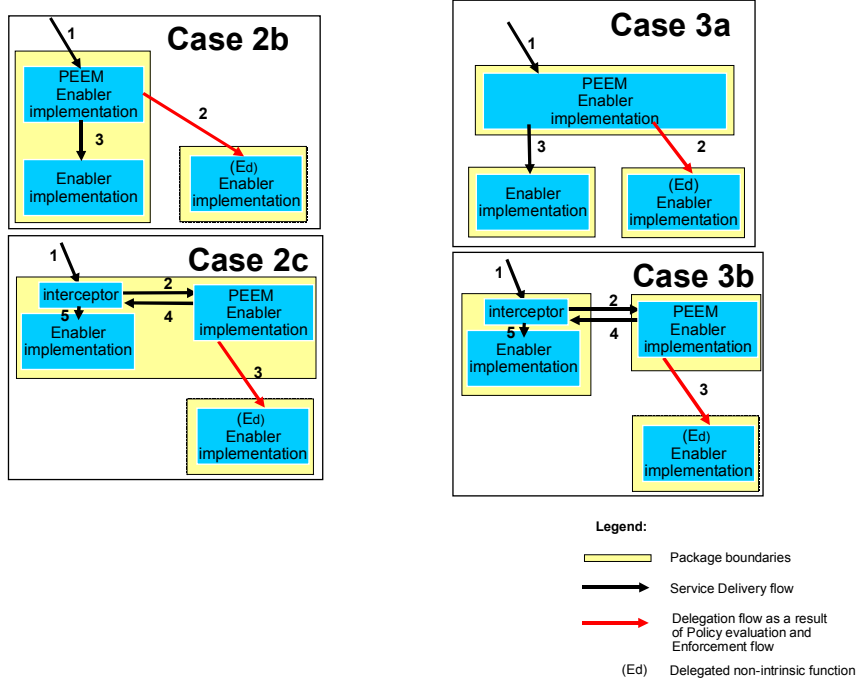 Case 2b
1
PEEM
Enabler
implementation
2
3
Enabler
implementation
(Ed)
Enabler
implementation
Case 3a
1
PEEM
Enabler
implementation
3
2
Enabler
implementation
(Ed)
Enabler
implementation
Case 2c
1
interceptor
2
4
PEEM
Enabler
implementation
5
Enabler
implementation
3
(Ed)
Enabler
implementation
Case 3b
1
interceptor
2
4
PEEM
Enabler
implementation
5
Enabler
implementation
3
(Ed)
Enabler
implementation
Legend:
Package boundaries
Service Delivery flow
Delegation flow as a result
of Policy evaluation and
Enforcement flow
(Ed) Delegated non-intrinsic function